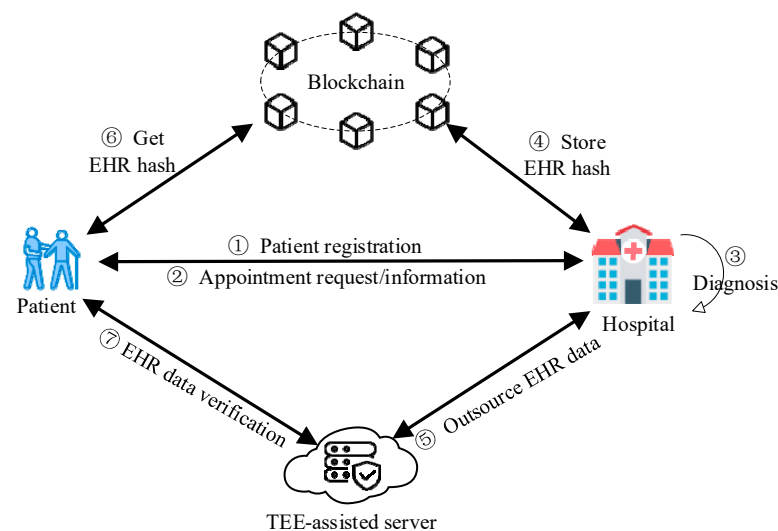 Blockchain
⑥ Get
EHR hash
④ Store
EHR hash
① Patient registration
② Appointment request/information
③
Diagnosis
Patient
Hospital
⑦ EHR data verification
⑤ Outsource EHR data
TEE-assisted server